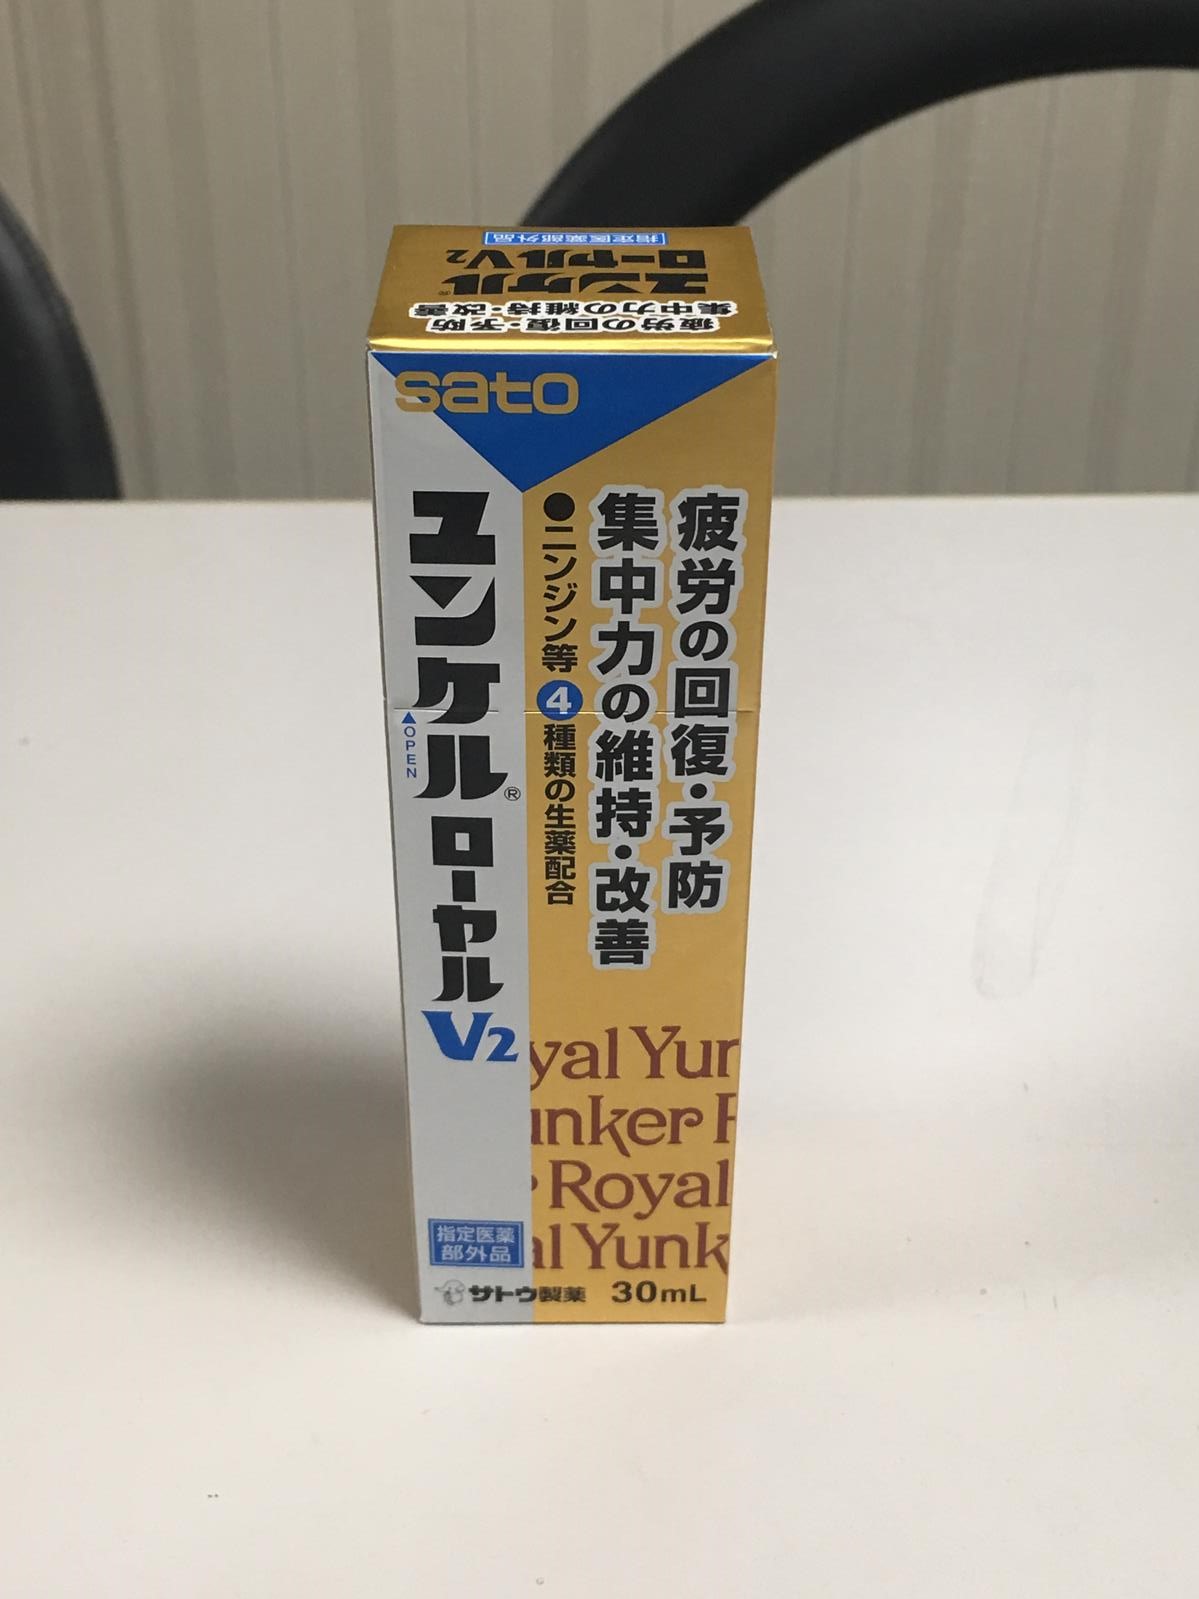 疲労の回復・予防
集中力の維持・改善
ユンケル®
ローヤルV2
指定医薬部外品
sato
疲労の回復・予防
集中力の維持・改善
●ニンジン等4種類の生薬配合
ユンケル®ローヤルV2
▲OPEN
yal Yun
unker R
Royal
al Yunk
指定医薬
部外品
サトウ製薬 30mL